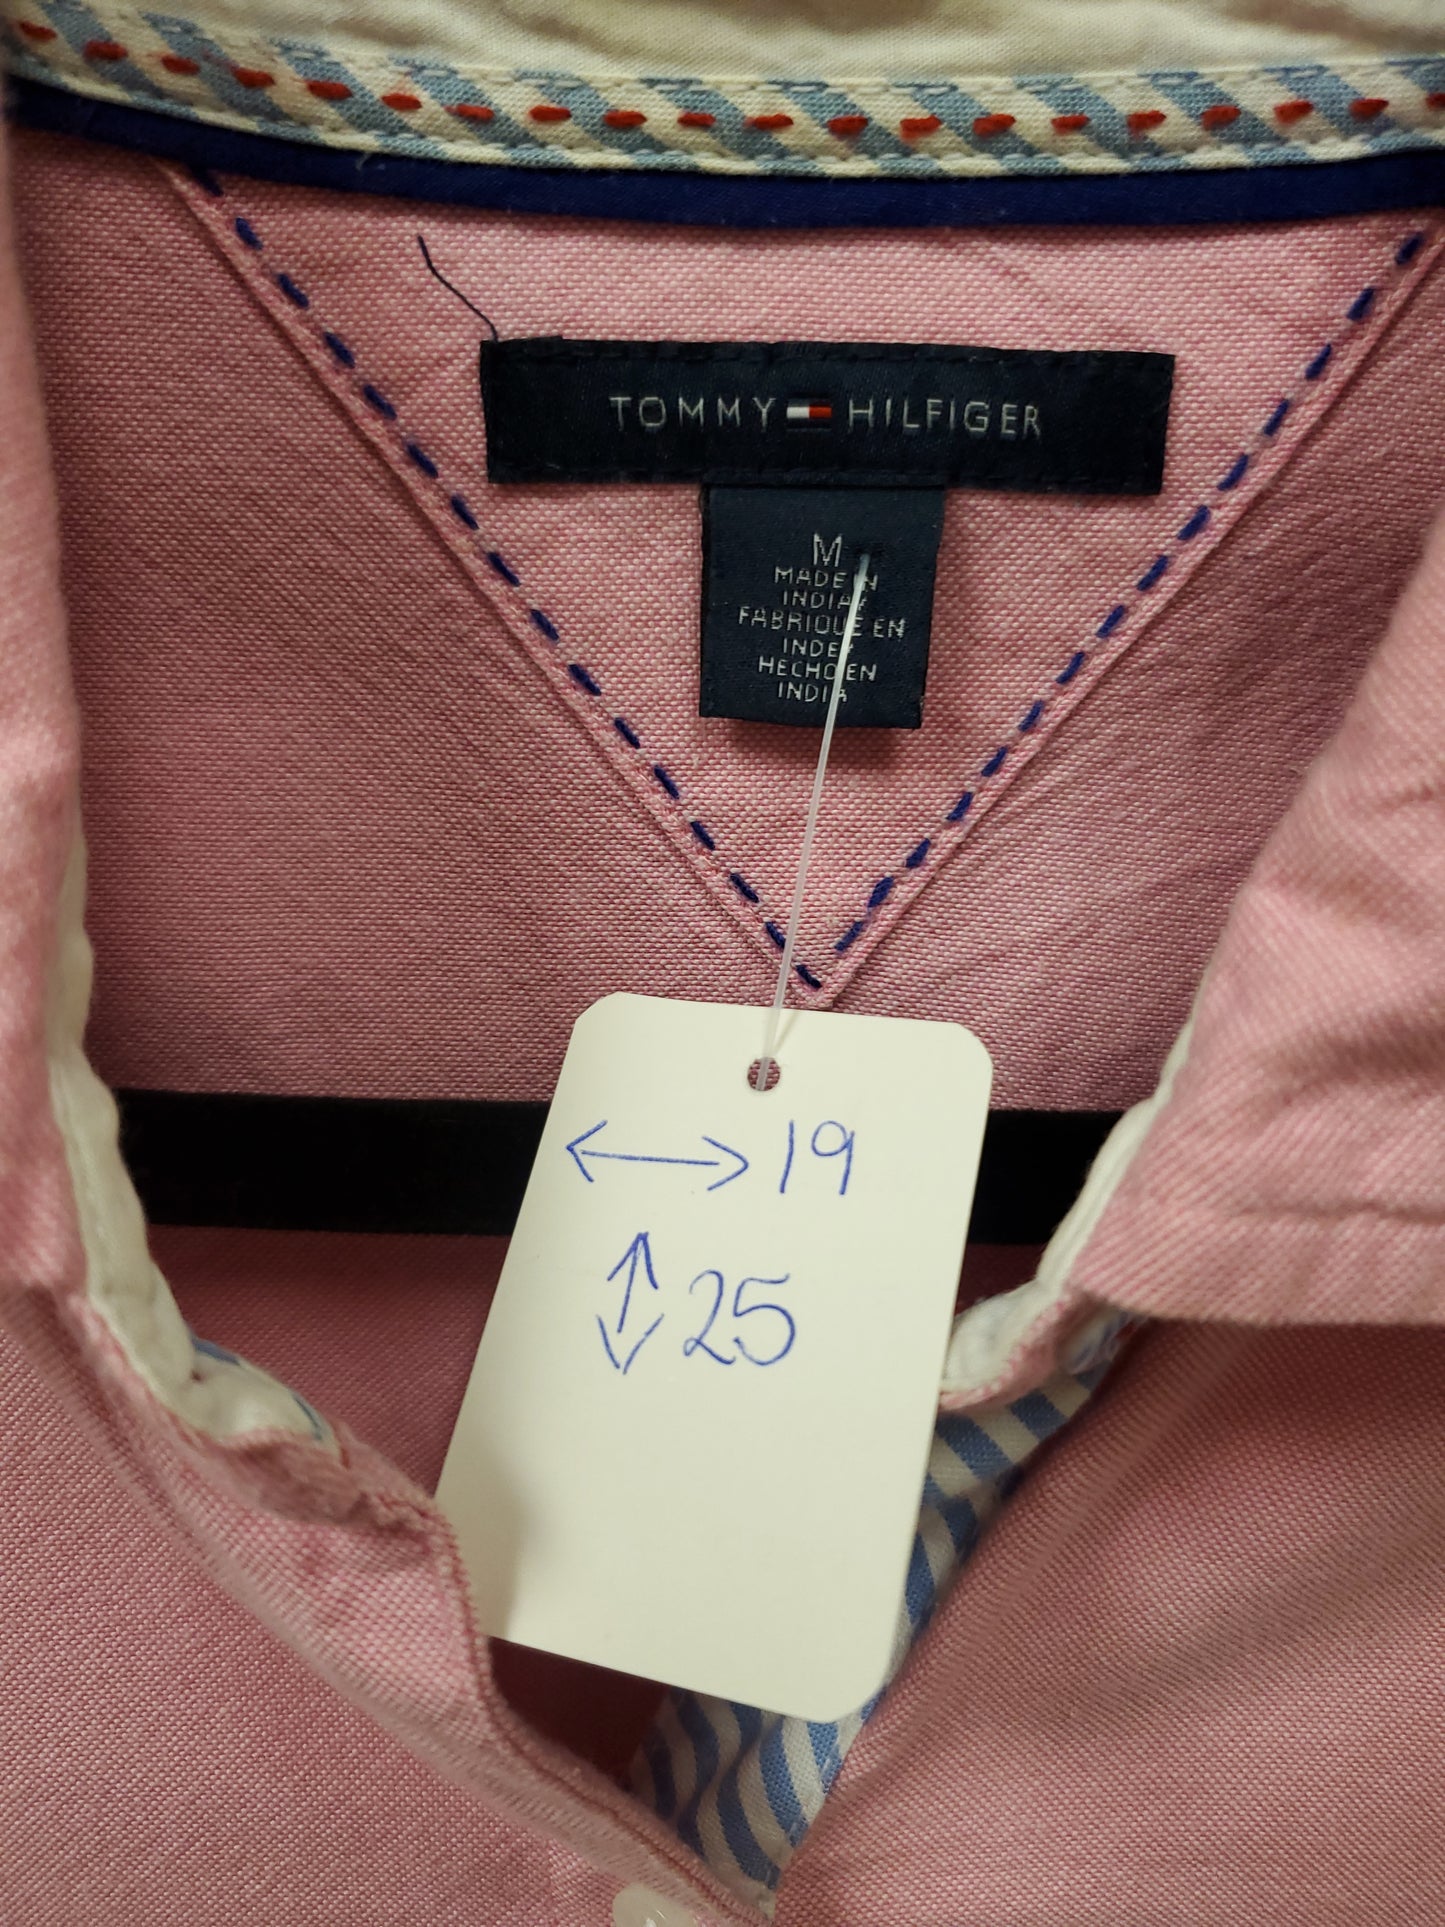 TOMMY HILFIGER
M
MADE IN
INDIA/
FABRIQUE EN
INDE/
HECHO EN
INDIA
19
25